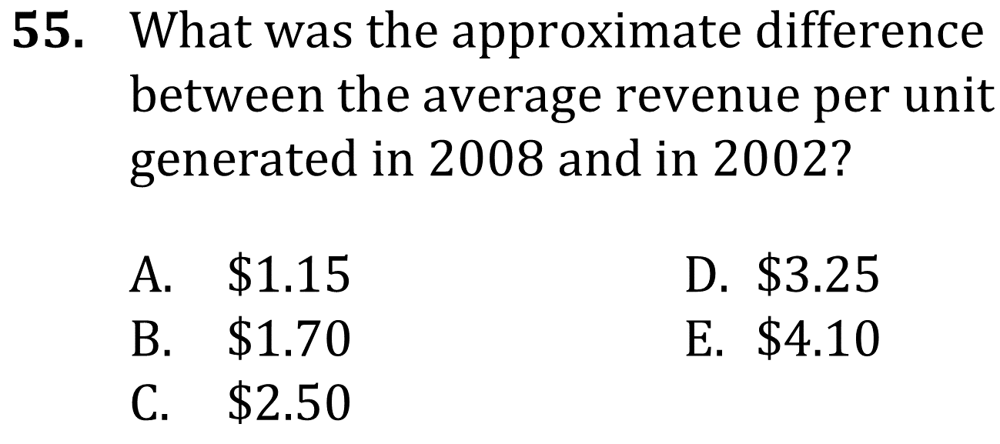 55. What was the approximate difference
between the average revenue per unit
generated in 2008 and in 2002?
A. $1.15
B. $1.70
C. $2.50
D. $3.25
E. $4.10